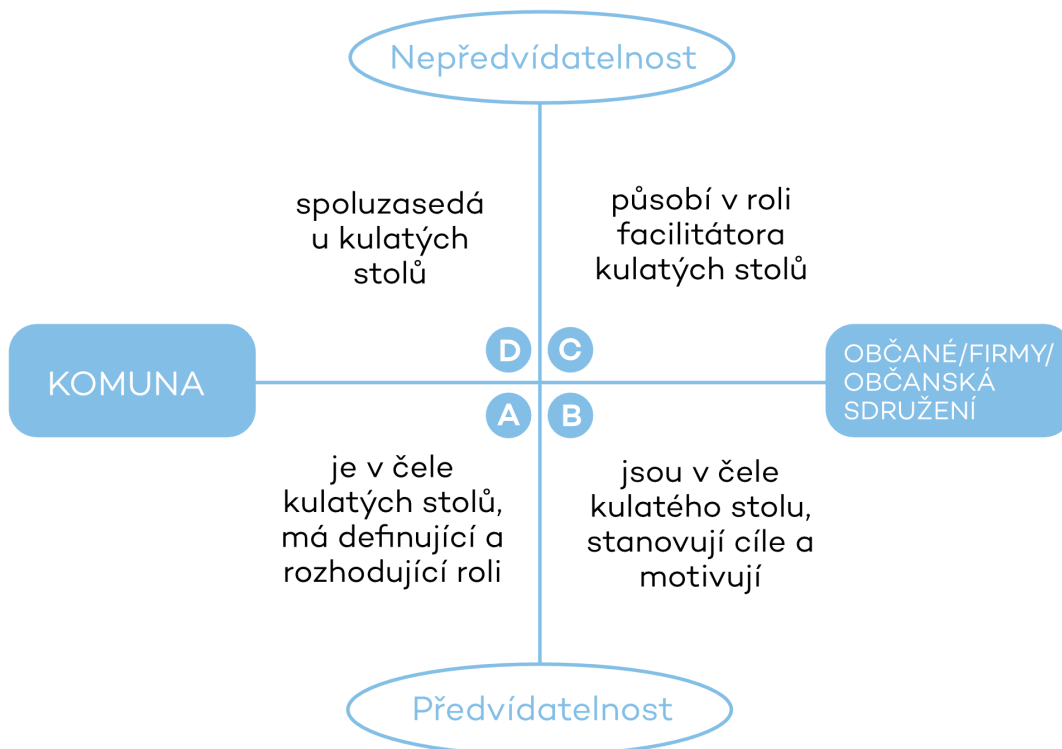 Nepředvídatelnost
spoluzasedá
u kulatých
stolů
působí v roli
facilitátora
kulatých stolů
KOMUNA
D
C
A
B
OBČANÉ/FIRMY/
OBČANSKÁ
SDRUŽENÍ
je v čele
kulatých stolů,
má definující a
rozhodující roli
jsou v čele
kulatého stolu,
stanovují cíle a
motivují
Předvídatelnost